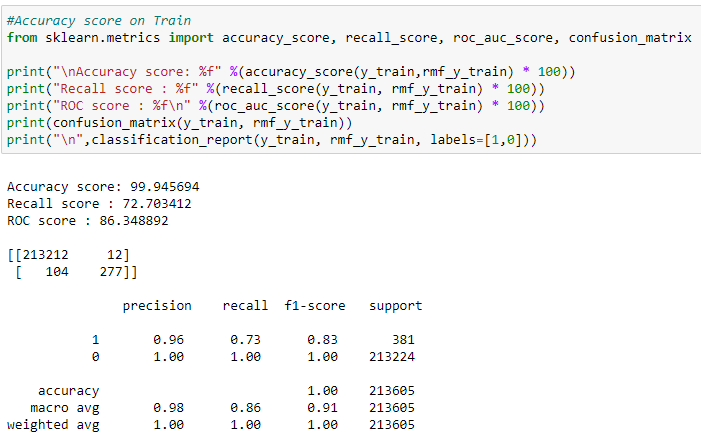 #Accuracy score on Train
from sklearn.metrics import accuracy_score, recall_score, roc_auc_score, confusion_matrix
print("\nAccuracy score: %f" %(accuracy_score(y_train,rmf_y_train) * 100))
print("Recall score : %f" %(recall_score(y_train, rmf_y_train) * 100))
print("ROC score : %f\n" %(roc_auc_score(y_train, rmf_y_train) * 100))
print(confusion_matrix(y_train, rmf_y_train))
print("\n",classification_report(y_train, rmf_y_train, labels=[1,0]))
Accuracy score: 99.945694
Recall score : 72.703412
ROC score : 86.348892
[[213212     12]
 [   104    277]]
precision    recall  f1-score   support
1       0.96      0.73      0.83       381
0       1.00      1.00      1.00    213224
accuracy                           1.00    213605
macro avg       0.98      0.86      0.91    213605
weighted avg       1.00      1.00      1.00    213605